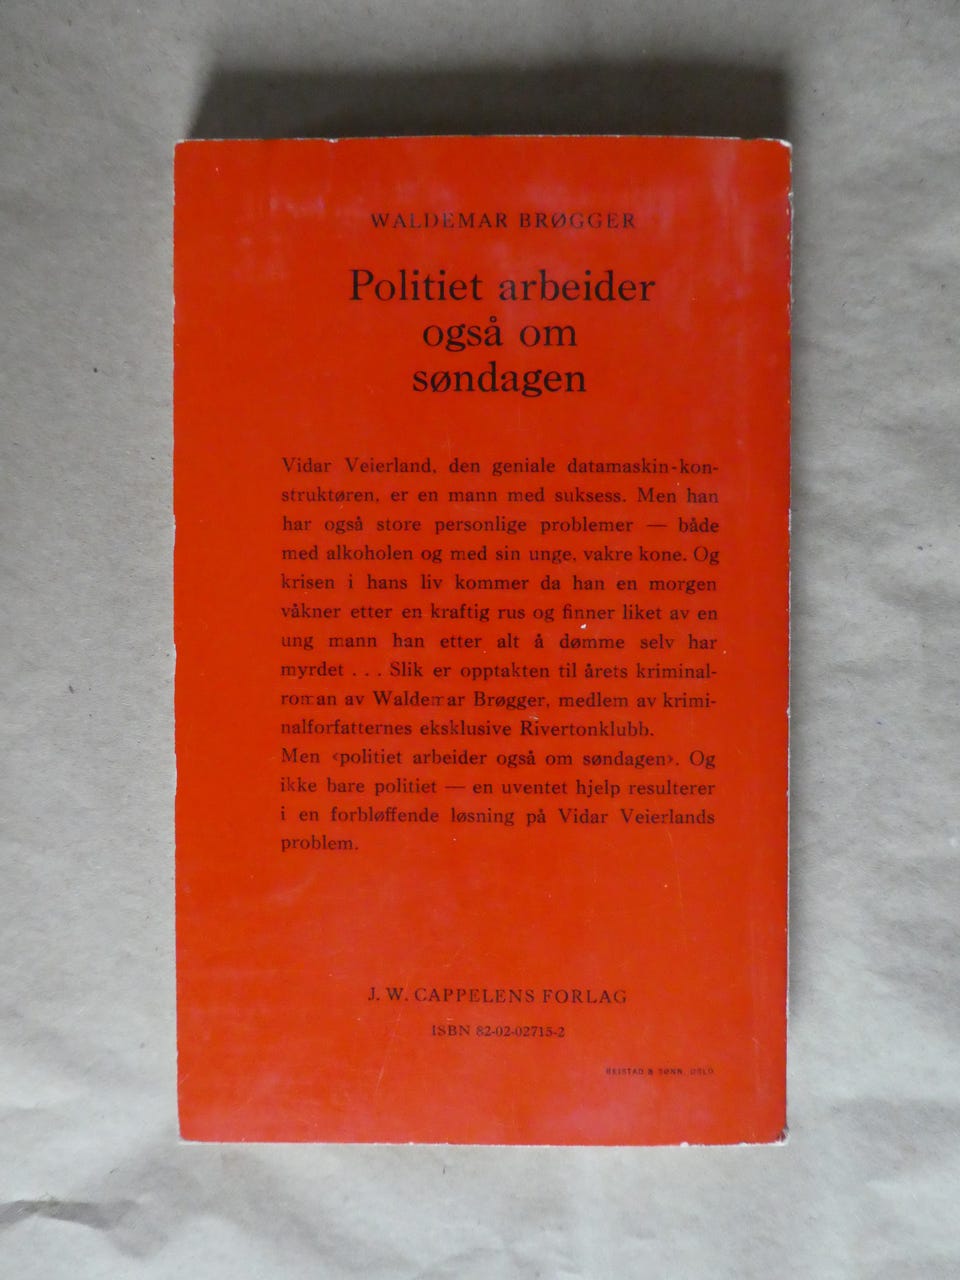 WALDEMAR BRØGGER
Politiet arbeider
også om
søndagen
Vidar Veierland, den geniale datamaskin-kon-
struktøren, er en mann med suksess. Men han
har også store personlige problemer — både
med alkoholen og med sin unge, vakre kone. Og
krisen i hans liv kommer da han en morgen
våkner etter en kraftig rus og finner liket av en
ung mann han etter alt å dømme selv har
myrdet . . . Slik er opptakten til årets kriminal-
roman av Waldemar Brøgger, medlem av krimi-
nalforfatternes eksklusive Rivertonklubb.
Men ‹politiet arbeider også om søndagen›. Og
ikke bare politiet — en uventet hjelp resulterer
i en forbløffende løsning på Vidar Veierlands
problem.
J. W. CAPPELENS FORLAG
ISBN 82-02-02715-2
REISTAD & SØNN, OSLO